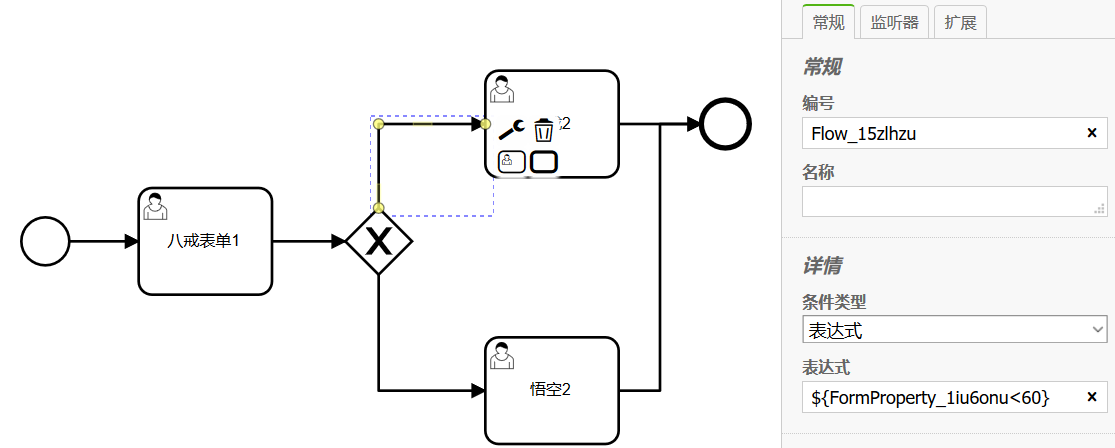 常规
监听器
扩展
常规
编号
Flow_15zlhzu
名称
详情
条件类型
表达式
表达式
${FormProperty_1iu6onu<60}
2
八戒表单1
悟空2